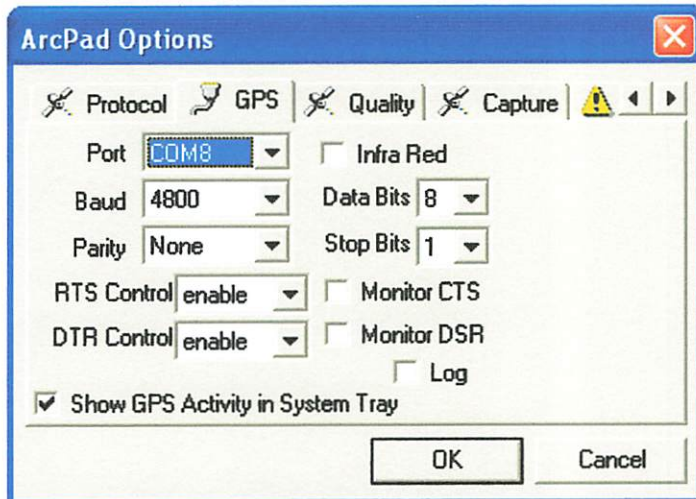 ArcPad Options
Protocol GPS Quality Capture
Port COM8 Infra Red
Baud 4800 Data Bits 8
Parity None Stop Bits 1
RTS Control enable Monitor CTS
DTR Control enable Monitor DSR
Log
Show GPS Activity in System Tray
OK Cancel